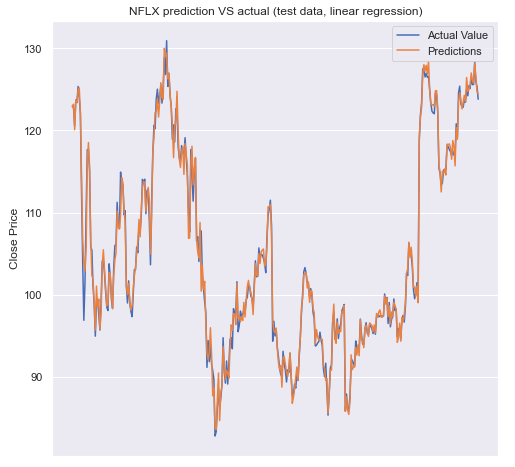 NFLX prediction VS actual (test data, linear regression)
Actual Value
Predictions
130
120
110
100
90
Close Price